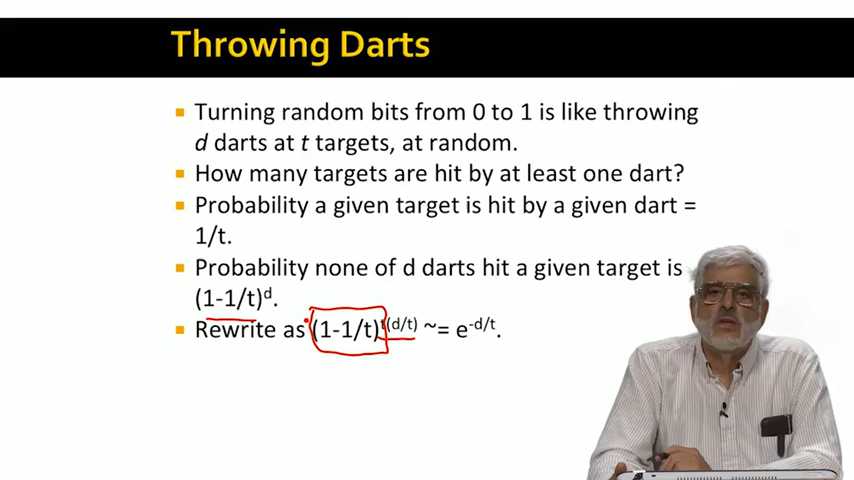 Throwing Darts
Turning random bits from 0 to 1 is like throwing
d darts at t targets, at random.
How many targets are hit by at least one dart?
Probability a given target is hit by a given dart =
1/t.
Probability none of d darts hit a given target is
(1-1/t)ᵈ.
Rewrite as (1-1/t)ᵗ⁽ᵈ/ᵗ⁾ ~= e⁻ᵈ/ᵗ.